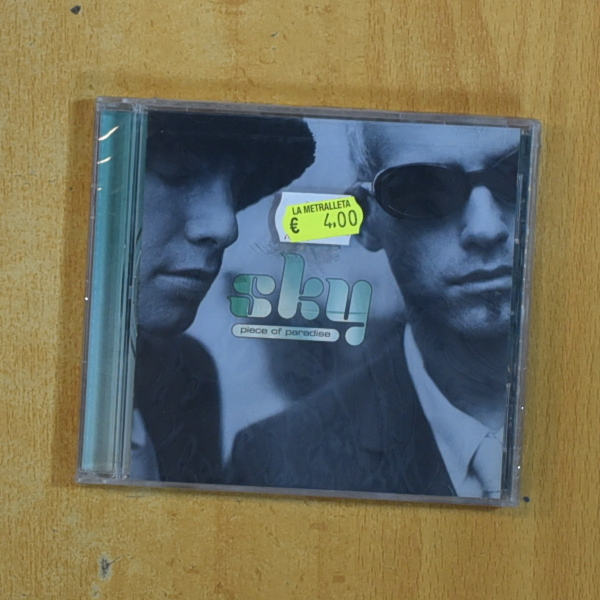 LA METRALLETA
€ 4,00
sky
piece of paradise